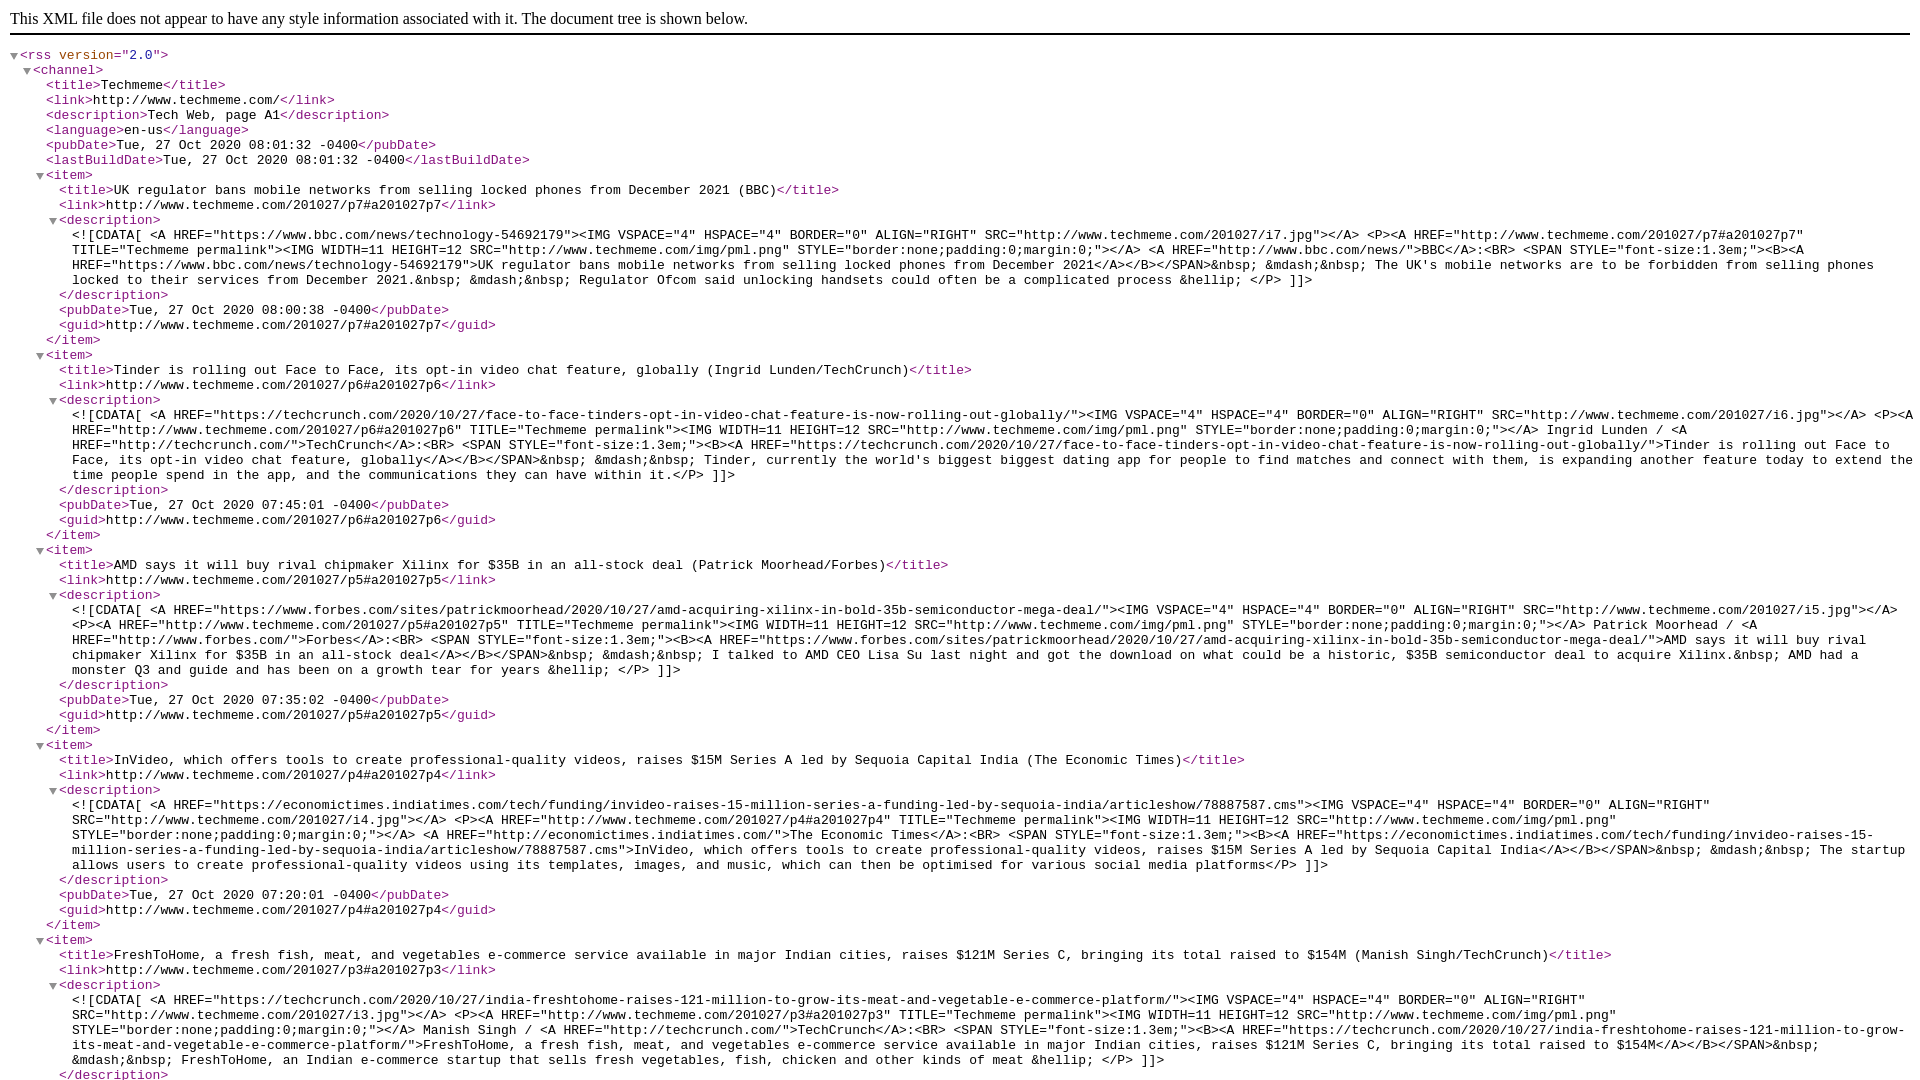 This XML file does not appear to have any style information associated with it. The document tree is shown below.
<rss version="2.0">
<channel>
<title>Techmeme</title>
<link>http://www.techmeme.com/</link>
<description>Tech Web, page A1</description>
<language>en-us</language>
<pubDate>Tue, 27 Oct 2020 08:01:32 -0400</pubDate>
<lastBuildDate>Tue, 27 Oct 2020 08:01:32 -0400</lastBuildDate>
<item>
<title>UK regulator bans mobile networks from selling locked phones from December 2021 (BBC)</title>
<link>http://www.techmeme.com/201027/p7#a201027p7</link>
<description>
<![CDATA[ <A HREF="https://www.bbc.com/news/technology-54692179"><IMG VSPACE="4" HSPACE="4" BORDER="0" ALIGN="RIGHT" SRC="http://www.techmeme.com/201027/i7.jpg"></A> <P><A HREF="http://www.techmeme.com/201027/p7#a201027p7"
TITLE="Techmeme permalink"><IMG WIDTH=11 HEIGHT=12 SRC="http://www.techmeme.com/img/pml.png" STYLE="border:none;padding:0;margin:0;"></A> <A HREF="http://www.bbc.com/news/">BBC</A>:<BR> <SPAN STYLE="font-size:1.3em;"><B><A
HREF="https://www.bbc.com/news/technology-54692179">UK regulator bans mobile networks from selling locked phones from December 2021</A></B></SPAN>&nbsp; &mdash;&nbsp; The UK's mobile networks are to be forbidden from selling phones
locked to their services from December 2021.&nbsp; &mdash;&nbsp; Regulator Ofcom said unlocking handsets could often be a complicated process &hellip; </P> ]]>
</description>
<pubDate>Tue, 27 Oct 2020 08:00:38 -0400</pubDate>
<guid>http://www.techmeme.com/201027/p7#a201027p7</guid>
</item>
<item>
<title>Tinder is rolling out Face to Face, its opt-in video chat feature, globally (Ingrid Lunden/TechCrunch)</title>
<link>http://www.techmeme.com/201027/p6#a201027p6</link>
<description>
<![CDATA[ <A HREF="https://techcrunch.com/2020/10/27/face-to-face-tinders-opt-in-video-chat-feature-is-now-rolling-out-globally/"><IMG VSPACE="4" HSPACE="4" BORDER="0" ALIGN="RIGHT" SRC="http://www.techmeme.com/201027/i6.jpg"></A> <P><A
HREF="http://www.techmeme.com/201027/p6#a201027p6" TITLE="Techmeme permalink"><IMG WIDTH=11 HEIGHT=12 SRC="http://www.techmeme.com/img/pml.png" STYLE="border:none;padding:0;margin:0;"></A> Ingrid Lunden / <A
HREF="http://techcrunch.com/">TechCrunch</A>:<BR> <SPAN STYLE="font-size:1.3em;"><B><A HREF="https://techcrunch.com/2020/10/27/face-to-face-tinders-opt-in-video-chat-feature-is-now-rolling-out-globally/">Tinder is rolling out Face to
Face, its opt-in video chat feature, globally</A></B></SPAN>&nbsp; &mdash;&nbsp; Tinder, currently the world's biggest biggest dating app for people to find matches and connect with them, is expanding another feature today to extend the
time people spend in the app, and the communications they can have within it.</P> ]]>
</description>
<pubDate>Tue, 27 Oct 2020 07:45:01 -0400</pubDate>
<guid>http://www.techmeme.com/201027/p6#a201027p6</guid>
</item>
<item>
<title>AMD says it will buy rival chipmaker Xilinx for $35B in an all-stock deal (Patrick Moorhead/Forbes)</title>
<link>http://www.techmeme.com/201027/p5#a201027p5</link>
<description>
<![CDATA[ <A HREF="https://www.forbes.com/sites/patrickmoorhead/2020/10/27/amd-acquiring-xilinx-in-bold-35b-semiconductor-mega-deal/"><IMG VSPACE="4" HSPACE="4" BORDER="0" ALIGN="RIGHT" SRC="http://www.techmeme.com/201027/i5.jpg"></A>
<P><A HREF="http://www.techmeme.com/201027/p5#a201027p5" TITLE="Techmeme permalink"><IMG WIDTH=11 HEIGHT=12 SRC="http://www.techmeme.com/img/pml.png" STYLE="border:none;padding:0;margin:0;"></A> Patrick Moorhead / <A
HREF="http://www.forbes.com/">Forbes</A>:<BR> <SPAN STYLE="font-size:1.3em;"><B><A HREF="https://www.forbes.com/sites/patrickmoorhead/2020/10/27/amd-acquiring-xilinx-in-bold-35b-semiconductor-mega-deal/">AMD says it will buy rival
chipmaker Xilinx for $35B in an all-stock deal</A></B></SPAN>&nbsp; &mdash;&nbsp; I talked to AMD CEO Lisa Su last night and got the download on what could be a historic, $35B semiconductor deal to acquire Xilinx.&nbsp; AMD had a
monster Q3 and guide and has been on a growth tear for years &hellip; </P> ]]>
</description>
<pubDate>Tue, 27 Oct 2020 07:35:02 -0400</pubDate>
<guid>http://www.techmeme.com/201027/p5#a201027p5</guid>
</item>
<item>
<title>InVideo, which offers tools to create professional-quality videos, raises $15M Series A led by Sequoia Capital India (The Economic Times)</title>
<link>http://www.techmeme.com/201027/p4#a201027p4</link>
<description>
<![CDATA[ <A HREF="https://economictimes.indiatimes.com/tech/funding/invideo-raises-15-million-series-a-funding-led-by-sequoia-india/articleshow/78887587.cms"><IMG VSPACE="4" HSPACE="4" BORDER="0" ALIGN="RIGHT"
SRC="http://www.techmeme.com/201027/i4.jpg"></A> <P><A HREF="http://www.techmeme.com/201027/p4#a201027p4" TITLE="Techmeme permalink"><IMG WIDTH=11 HEIGHT=12 SRC="http://www.techmeme.com/img/pml.png"
STYLE="border:none;padding:0;margin:0;"></A> <A HREF="http://economictimes.indiatimes.com/">The Economic Times</A>:<BR> <SPAN STYLE="font-size:1.3em;"><B><A HREF="https://economictimes.indiatimes.com/tech/funding/invideo-raises-15-
million-series-a-funding-led-by-sequoia-india/articleshow/78887587.cms">InVideo, which offers tools to create professional-quality videos, raises $15M Series A led by Sequoia Capital India</A></B></SPAN>&nbsp; &mdash;&nbsp; The startup
allows users to create professional-quality videos using its templates, images, and music, which can then be optimised for various social media platforms</P> ]]>
</description>
<pubDate>Tue, 27 Oct 2020 07:20:01 -0400</pubDate>
<guid>http://www.techmeme.com/201027/p4#a201027p4</guid>
</item>
<item>
<title>FreshToHome, a fresh fish, meat, and vegetables e-commerce service available in major Indian cities, raises $121M Series C, bringing its total raised to $154M (Manish Singh/TechCrunch)</title>
<link>http://www.techmeme.com/201027/p3#a201027p3</link>
<description>
<![CDATA[ <A HREF="https://techcrunch.com/2020/10/27/india-freshtohome-raises-121-million-to-grow-its-meat-and-vegetable-e-commerce-platform/"><IMG VSPACE="4" HSPACE="4" BORDER="0" ALIGN="RIGHT"
SRC="http://www.techmeme.com/201027/i3.jpg"></A> <P><A HREF="http://www.techmeme.com/201027/p3#a201027p3" TITLE="Techmeme permalink"><IMG WIDTH=11 HEIGHT=12 SRC="http://www.techmeme.com/img/pml.png"
STYLE="border:none;padding:0;margin:0;"></A> Manish Singh / <A HREF="http://techcrunch.com/">TechCrunch</A>:<BR> <SPAN STYLE="font-size:1.3em;"><B><A HREF="https://techcrunch.com/2020/10/27/india-freshtohome-raises-121-million-to-grow-
its-meat-and-vegetable-e-commerce-platform/">FreshToHome, a fresh fish, meat, and vegetables e-commerce service available in major Indian cities, raises $121M Series C, bringing its total raised to $154M</A></B></SPAN>&nbsp;
&mdash;&nbsp; FreshToHome, an Indian e-commerce startup that sells fresh vegetables, fish, chicken and other kinds of meat &hellip; </P> ]]>
</description>